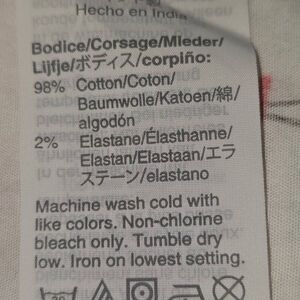 Hecho en India
Bodice/Corsage/Mieder/
Lijfje/ボディス/corpiño:
98% Cotton/Coton/
Baumwolle/Katoen/綿/
algodón
2% Elastane/Élasthanne/
Elastan/Elastaan/エラ
ステーン/elastano
Machine wash cold with
like colors. Non-chlorine
bleach only. Tumble dry
low. Iron on lowest setting.